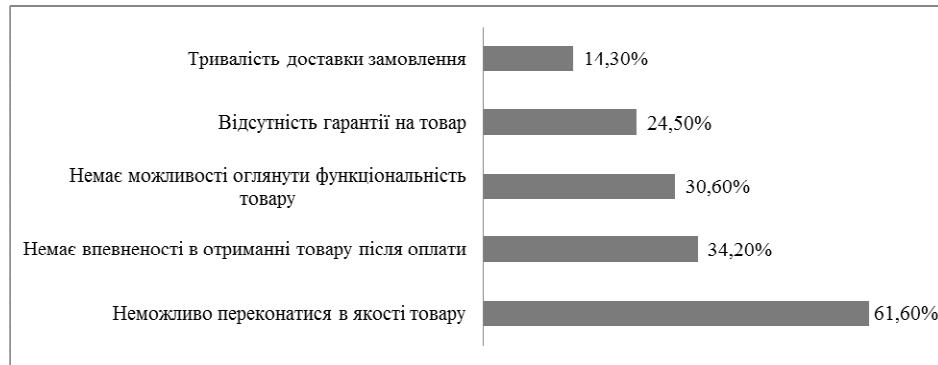 Тривалість доставки замовлення
14,30%
Відсутність гарантії на товар
24,50%
Немає можливості оглянути функціональність
товару
30,60%
Немає впевненості в отриманні товару після оплати
34,20%
Неможливо переконатися в якості товару
61,60%